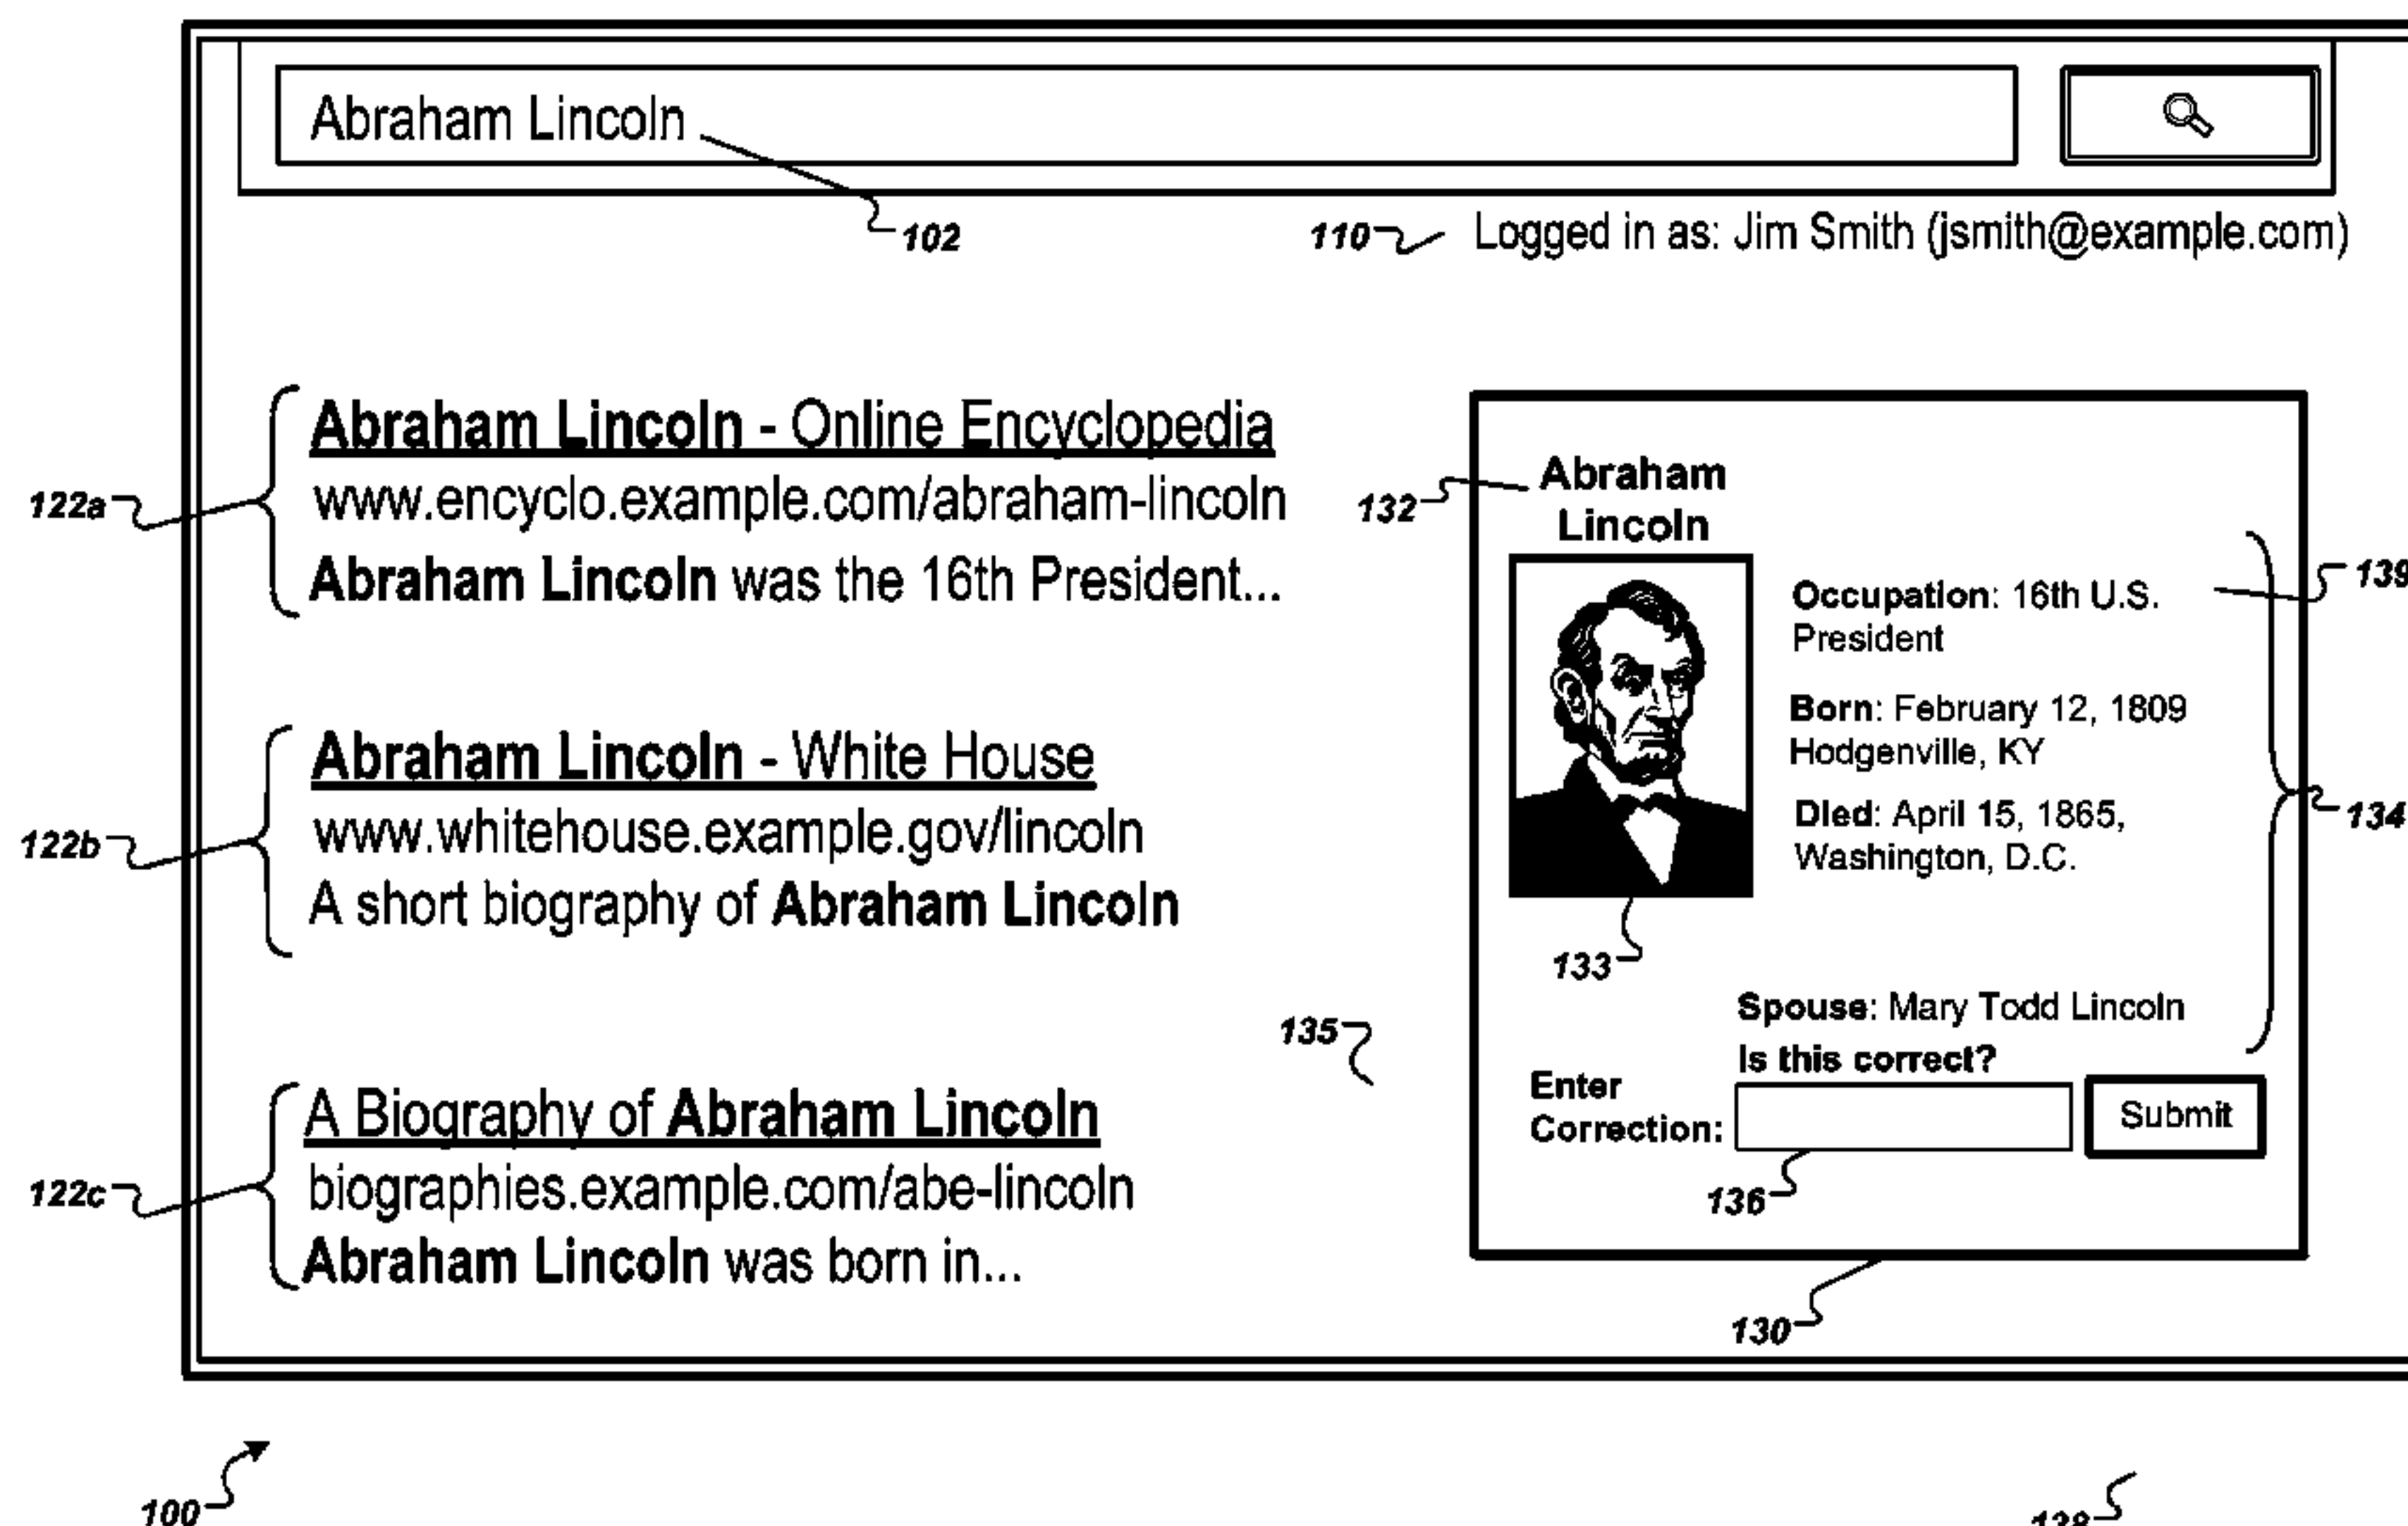 Abraham Lincoln
102
110 Logged in as: Jim Smith (jsmith@example.com)
122a
Abraham Lincoln - Online Encyclopedia
www.encyclo.example.com/abraham-lincoln
Abraham Lincoln was the 16th President...
122b
Abraham Lincoln - White House
www.whitehouse.example.gov/lincoln
A short biography of Abraham Lincoln
122c
A Biography of Abraham Lincoln
biographies.example.com/abe-lincoln
Abraham Lincoln was born in...
132
Abraham
Lincoln
139
Occupation: 16th U.S.
President
Born: February 12, 1809
Hodgenville, KY
134
Died: April 15, 1865,
Washington, D.C.
133
135
Spouse: Mary Todd Lincoln
Is this correct?
Enter
Correction:
Submit
136
130
100
138